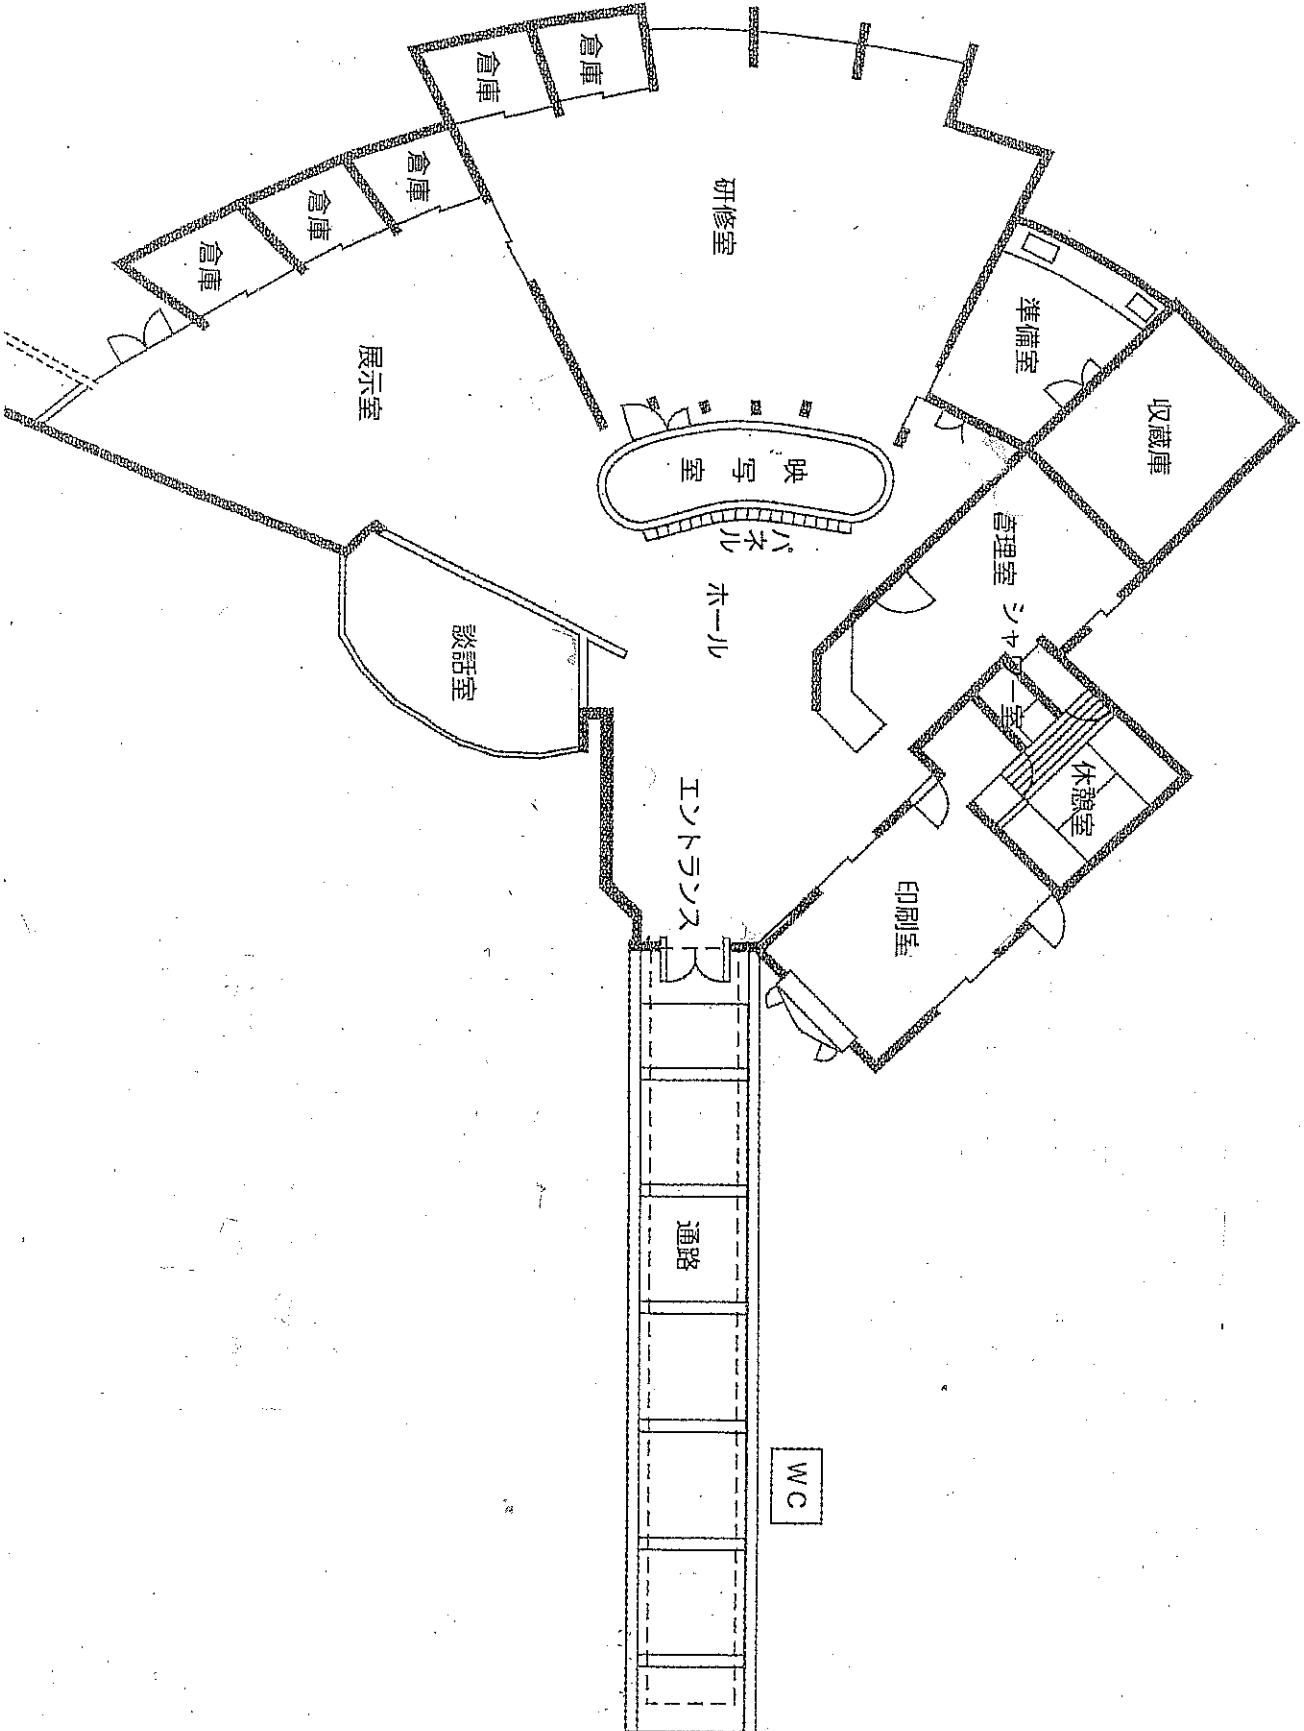 倉庫
倉庫
倉庫
倉庫
倉庫
研修室
準備室
収蔵庫
展示室
映写室
パネル
管理室
ホール
シャワー室
談話室
休憩室
エントランス
印刷室
通路
WC